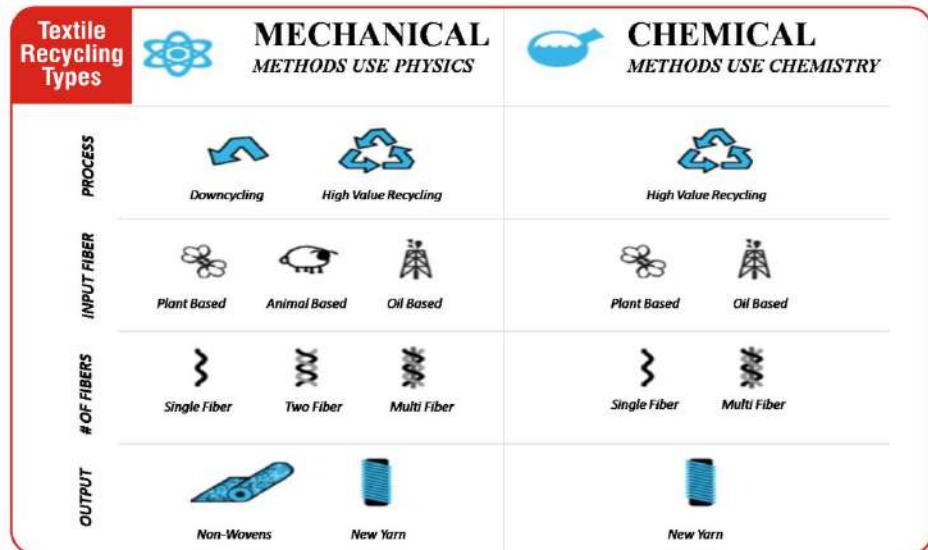 Textile
Recycling
Types
MECHANICAL
METHODS USE PHYSICS
CHEMICAL
METHODS USE CHEMISTRY
PROCESS
Downcycling
High Value Recycling
High Value Recycling
INPUT FIBER
Plant Based
Animal Based
Oil Based
Plant Based
Oil Based
# OF FIBERS
Single Fiber
Two Fiber
Multi Fiber
Single Fiber
Multi Fiber
OUTPUT
Non-Wovens
New Yarn
New Yarn